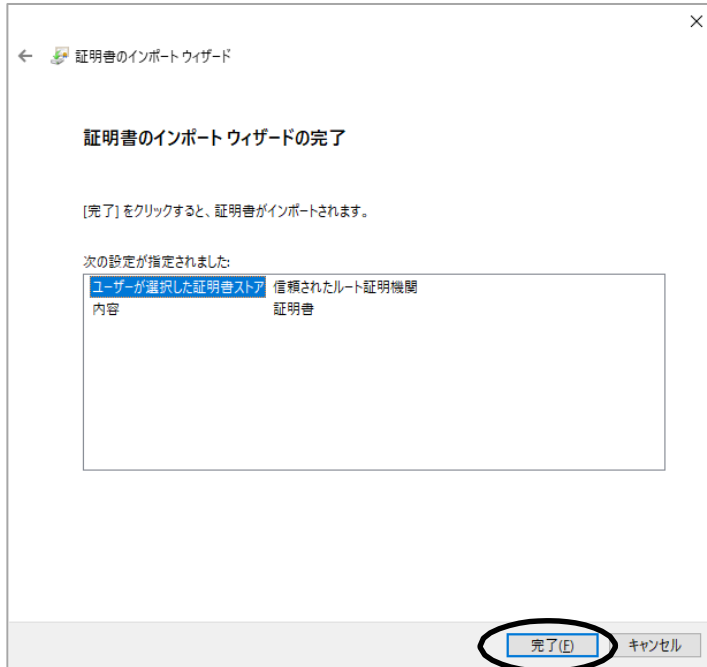 証明書のインポート ウィザード
証明書のインポート ウィザードの完了
[完了] をクリックすると、証明書がインポートされます。
次の設定が指定されました:
ユーザーが選択した証明書ストア 信頼されたルート証明機関
内容 証明書
完了(F) キャンセル